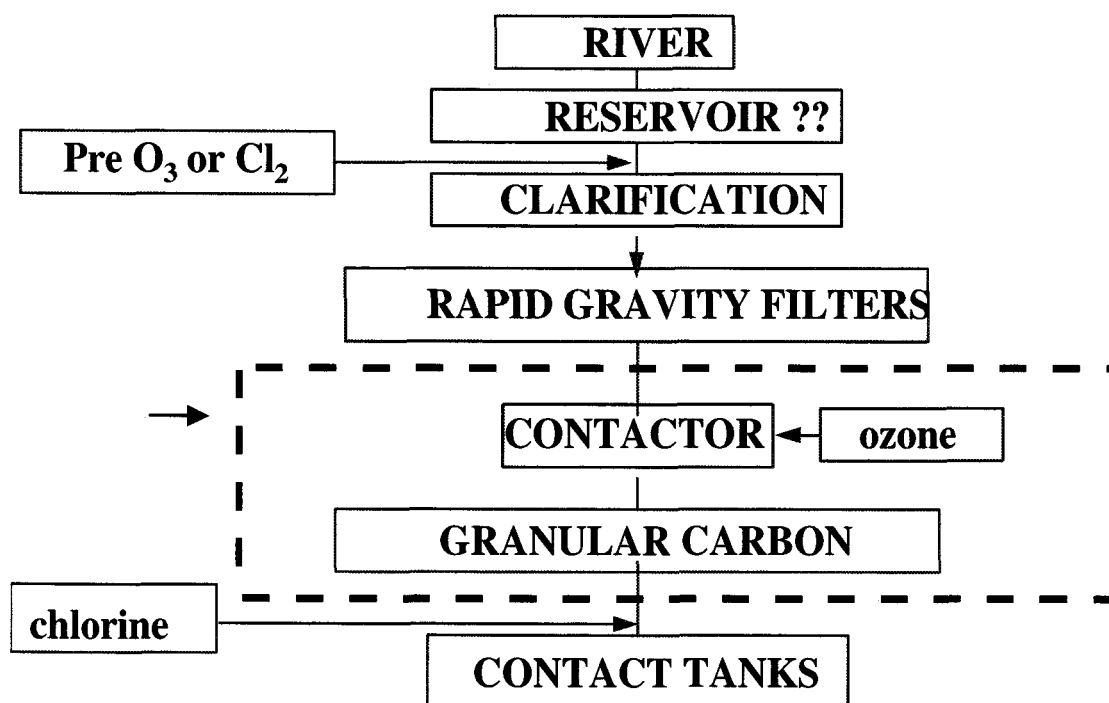 RIVER
RESERVOIR ??
Pre O₃ or Cl₂
CLARIFICATION
RAPID GRAVITY FILTERS
CONTACTOR
ozone
GRANULAR CARBON
chlorine
CONTACT TANKS